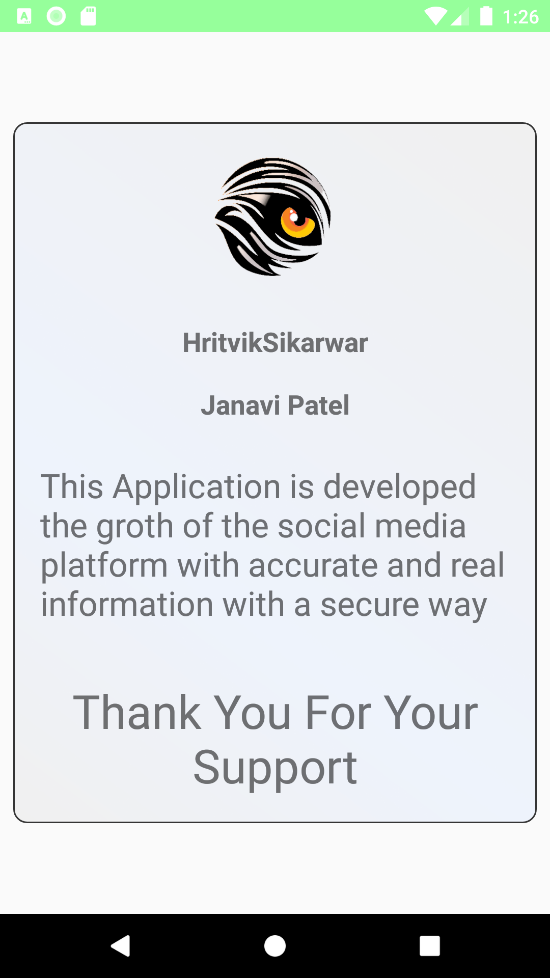 1:26
HritvikSikarwar
Janavi Patel
This Application is developed
the groth of the social media
platform with accurate and real
information with a secure way
Thank You For Your
Support